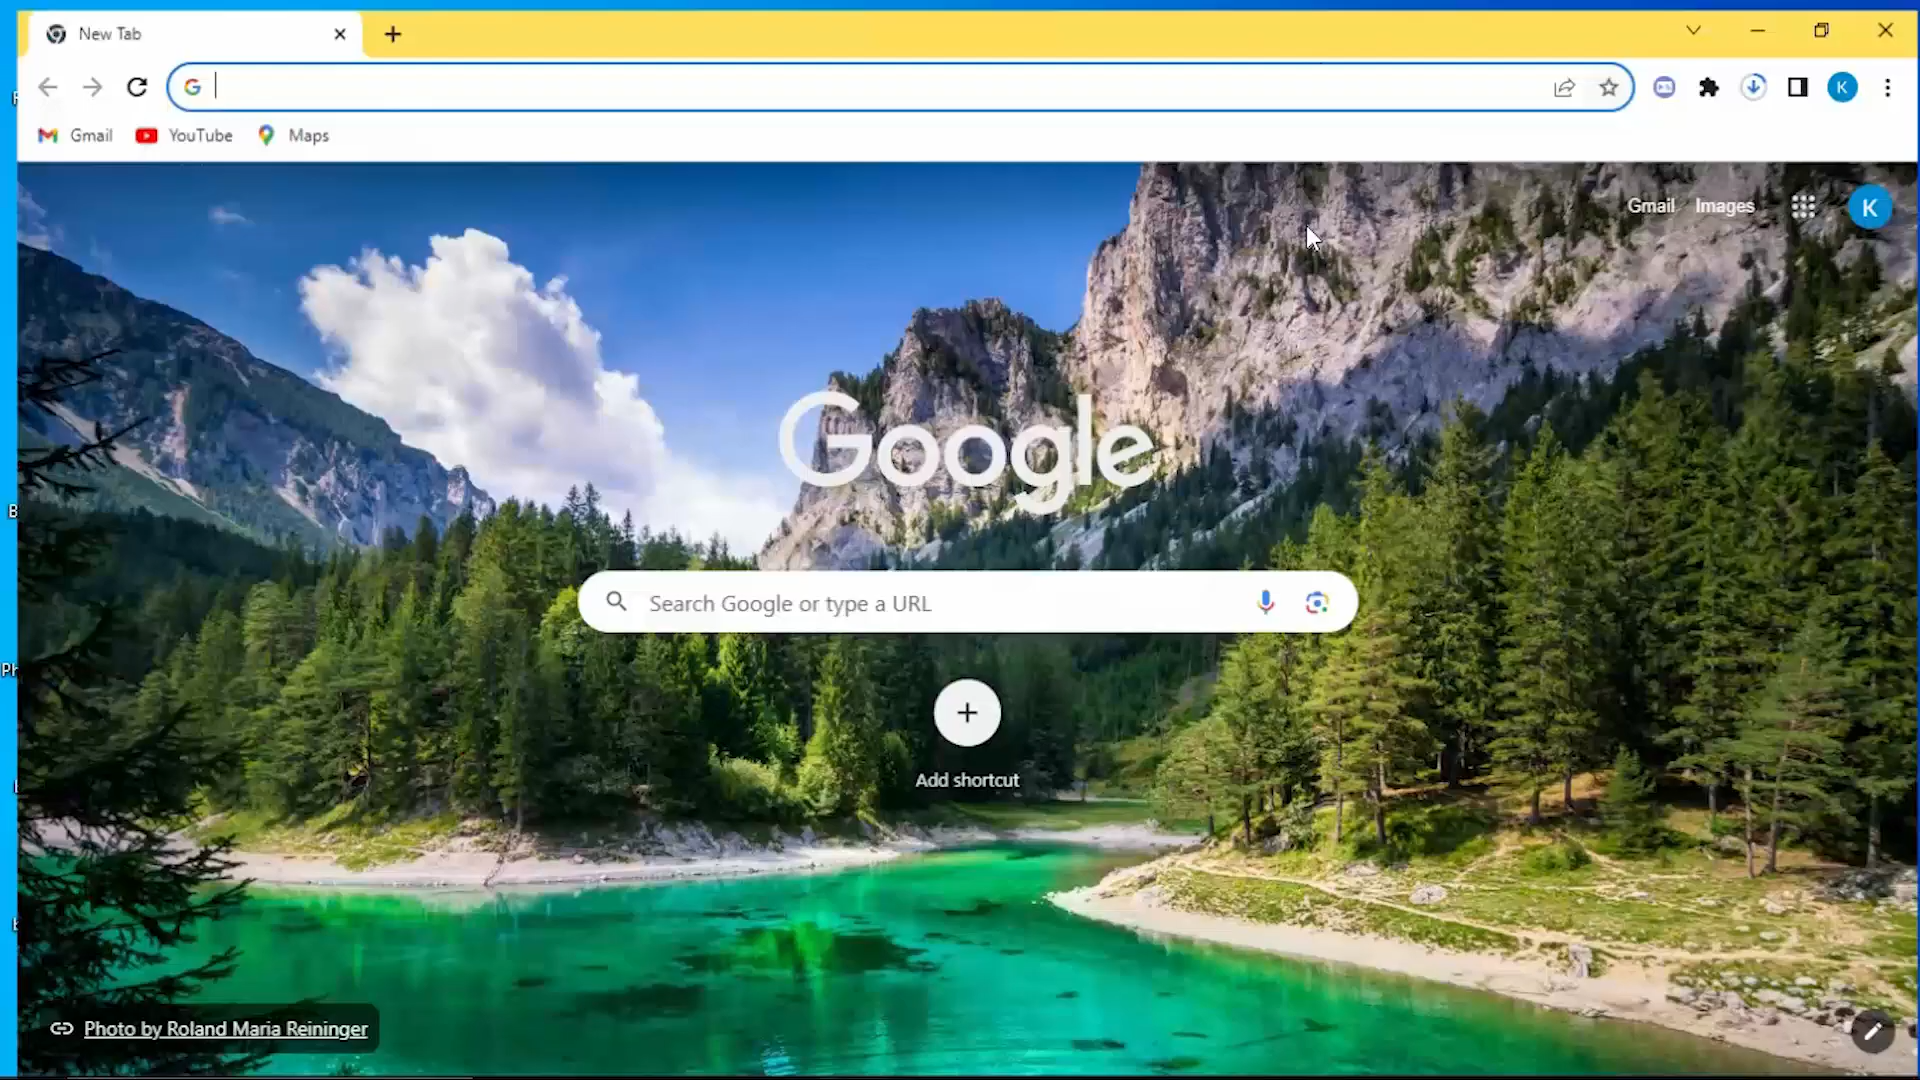 New Tab
Gmail YouTube Maps
K
Gmail Images
K
Google
Search Google or type a URL
Add shortcut
Photo by Roland Maria Reininger